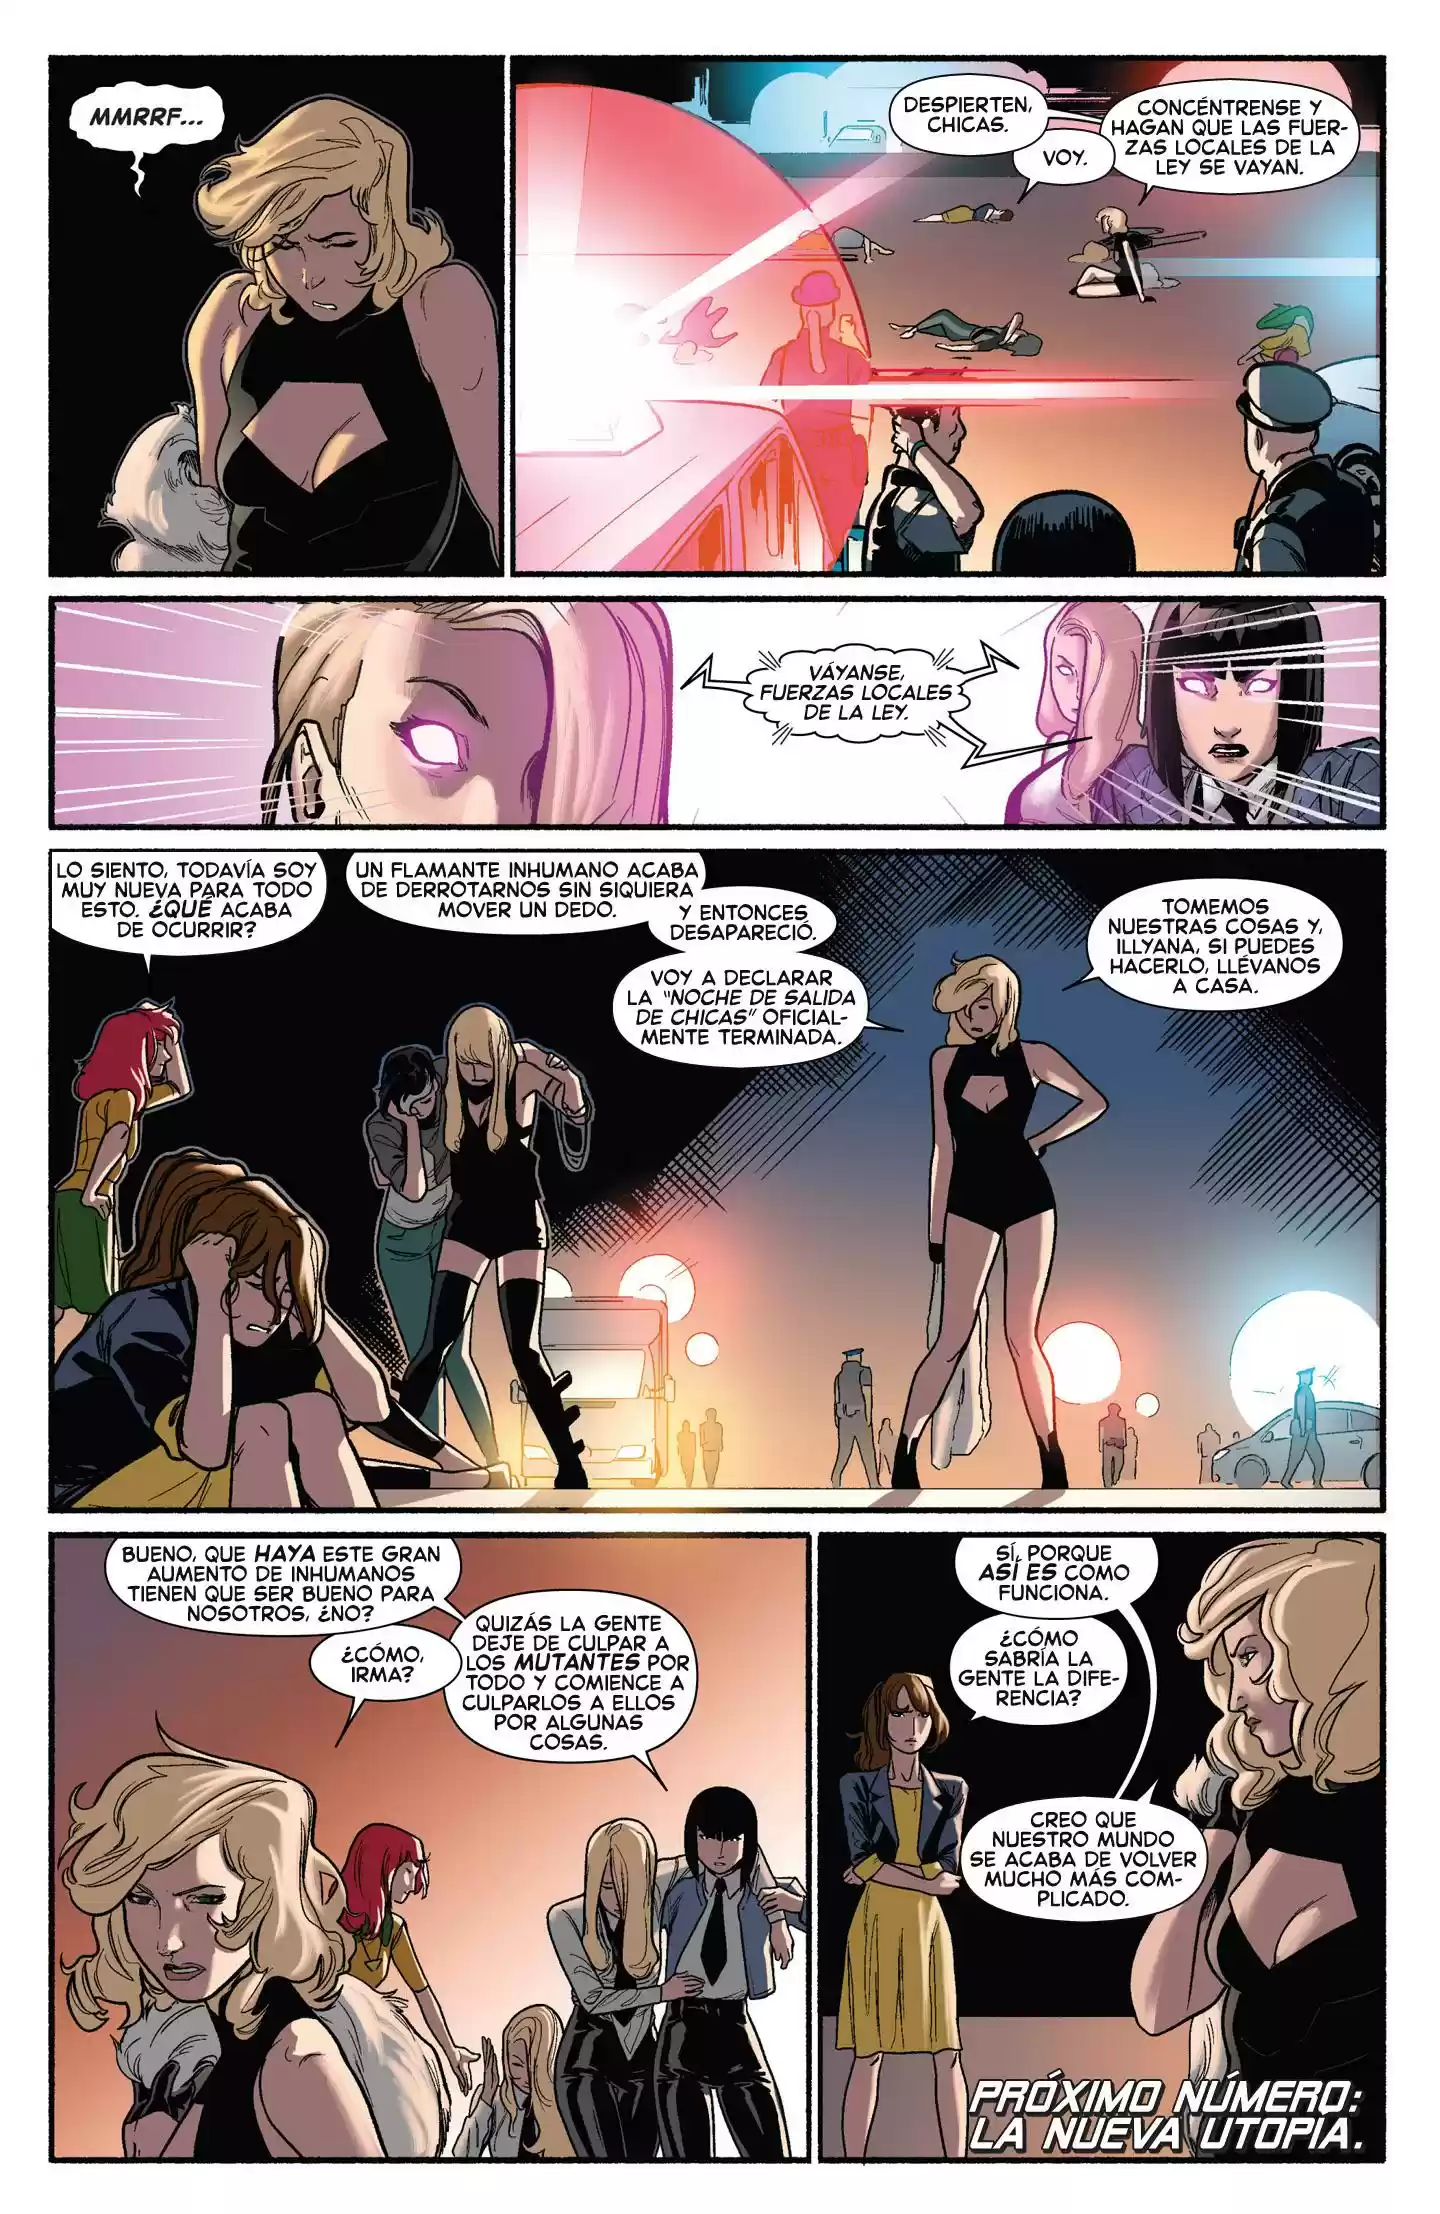 MMRRF...
DESPIERTEN,
CHICAS.
VOY.
CONCÉNTRENSE Y
HAGAN QUE LAS FUER-
ZAS LOCALES DE LA
LEY SE VAYAN.
VÁYANSE,
FUERZAS LOCALES
DE LA LEY.
LO SIENTO, TODAVÍA SOY
MUY NUEVA PARA TODO
ESTO. ¿QUÉ ACABA
DE OCURRIR?
UN FLAMANTE INHUMANO ACABA
DE DERROTARNOS SIN SIQUIERA
MOVER UN DEDO.
Y ENTONCES
DESAPARECIÓ.
VOY A DECLARAR
LA "NOCHE DE SALIDA
DE CHICAS" OFICIAL-
MENTE TERMINADA.
TOMEMOS
NUESTRAS COSAS Y,
ILLYANA, SI PUEDES
HACERLO, LLÉVANOS
A CASA.
BUENO, QUE HAYA ESTE GRAN
AUMENTO DE INHUMANOS
TIENEN QUE SER BUENO PARA
NOSOTROS, ¿NO?
¿CÓMO,
IRMA?
QUIZÁS LA GENTE
DEJE DE CULPAR A
LOS MUTANTES POR
TODO Y COMIENCE A
CULPARLOS A ELLOS
POR ALGUNAS
COSAS.
SÍ, PORQUE
ASÍ ES COMO
FUNCIONA.
¿CÓMO
SABRÍA LA
GENTE LA DIFE-
RENCIA?
CREO QUE
NUESTRO MUNDO
SE ACABA DE VOLVER
MUCHO MÁS COM-
PLICADO.
PRÓXIMO NÚMERO:
LA NUEVA UTOPIA.